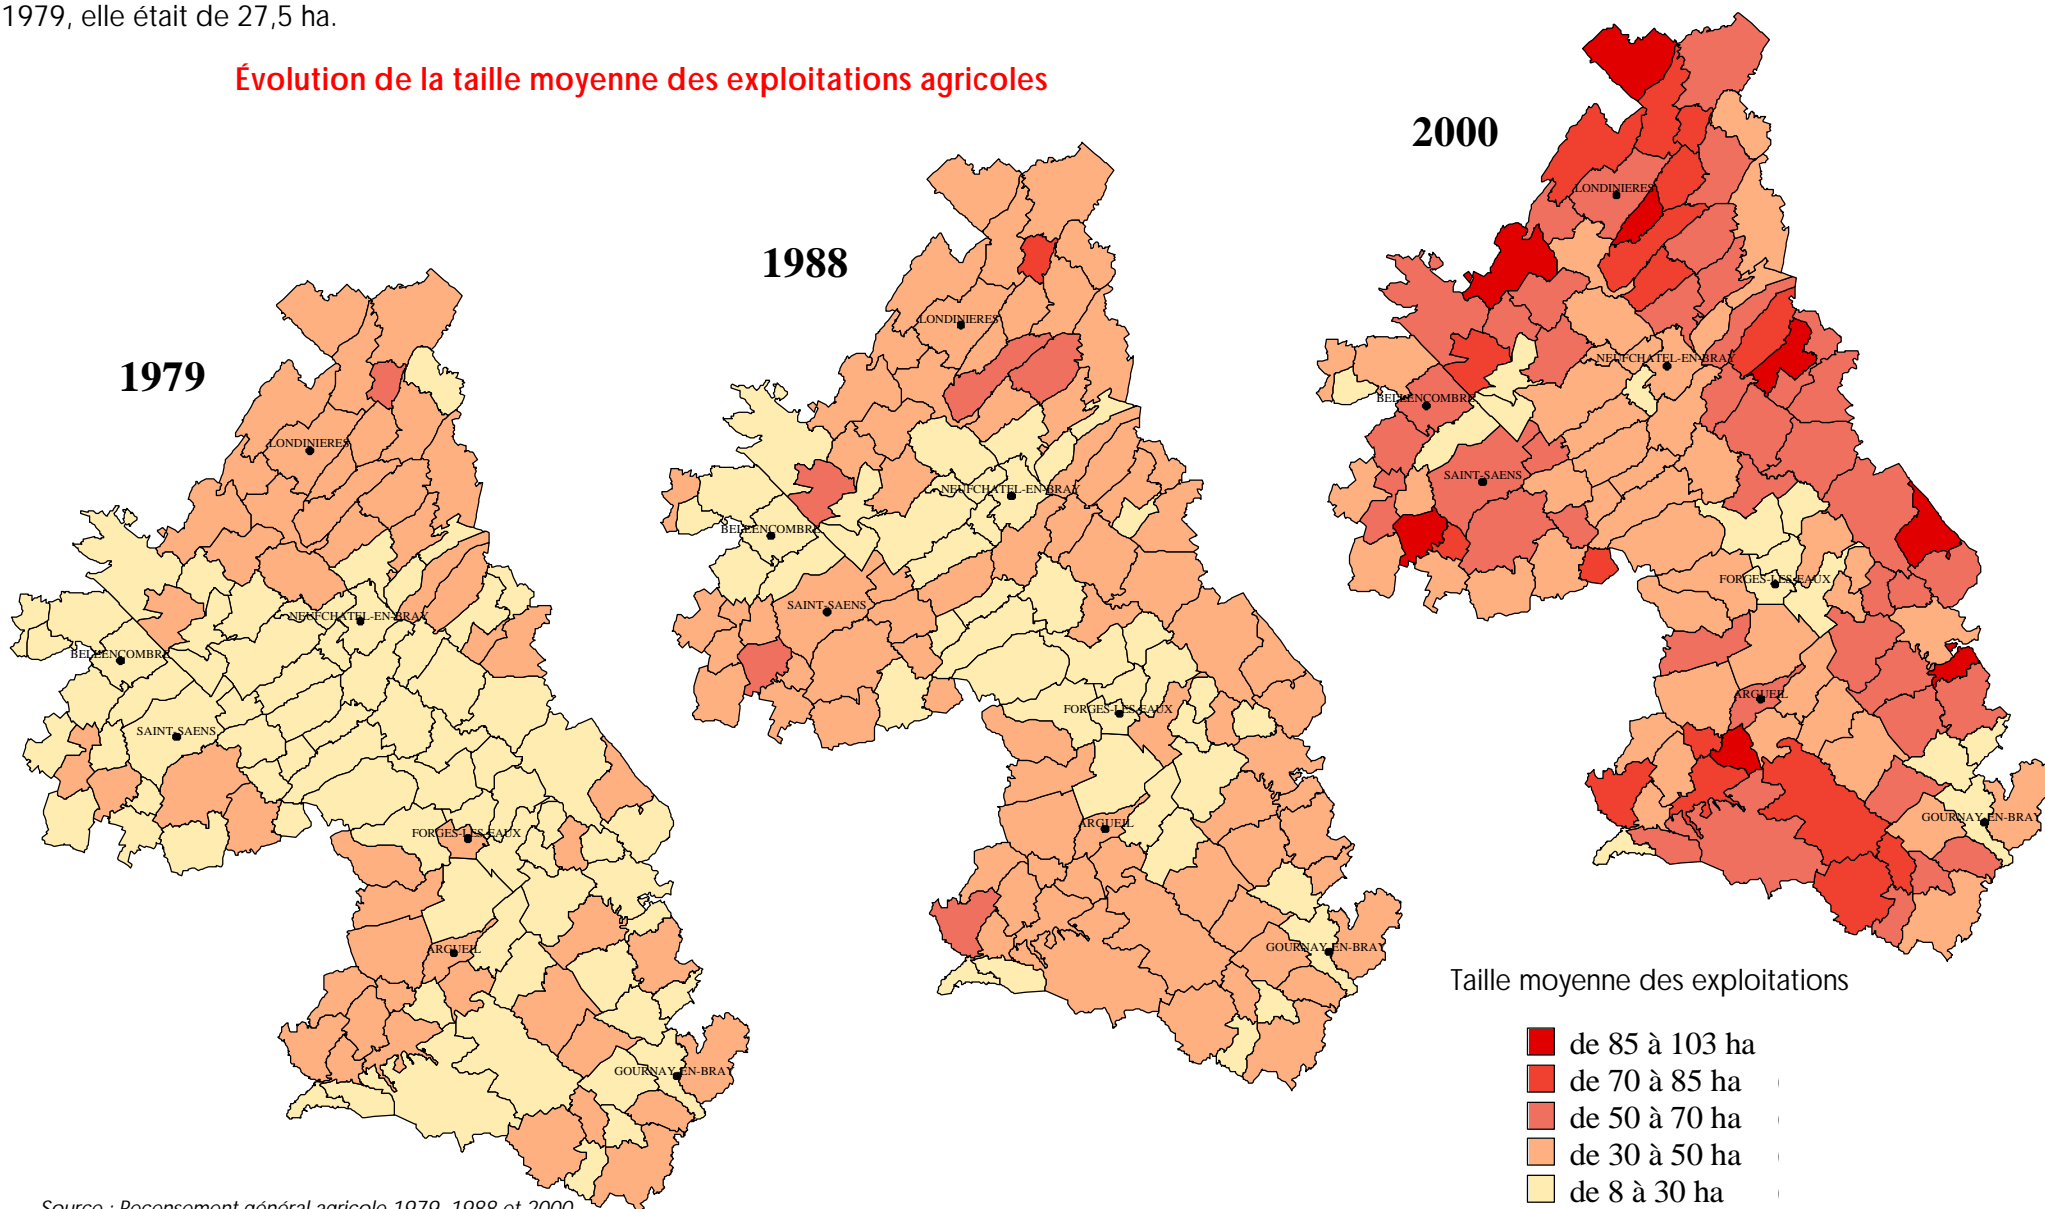 1979, elle était de 27,5 ha.
Évolution de la taille moyenne des exploitations agricoles
1979
LONDINIERES
NEUFCHATEL-EN-BRAY
BELLENCOMBRE
SAINT-SAENS
FORGES-LES-EAUX
ARGUEIL
GOURNAY-EN-BRAY
1988
LONDINIERES
NEUFCHATEL-EN-BRAY
BELLENCOMBRE
SAINT-SAENS
FORGES-LES-EAUX
ARGUEIL
GOURNAY-EN-BRAY
2000
LONDINIERES
NEUFCHATEL-EN-BRAY
BELLENCOMBRE
SAINT-SAENS
FORGES-LES-EAUX
ARGUEIL
GOURNAY-EN-BRAY
Taille moyenne des exploitations
de 85 à 103 ha
de 70 à 85 ha
de 50 à 70 ha
de 30 à 50 ha
de 8 à 30 ha
Source : Recensement général agricole 1979, 1988 et 2000